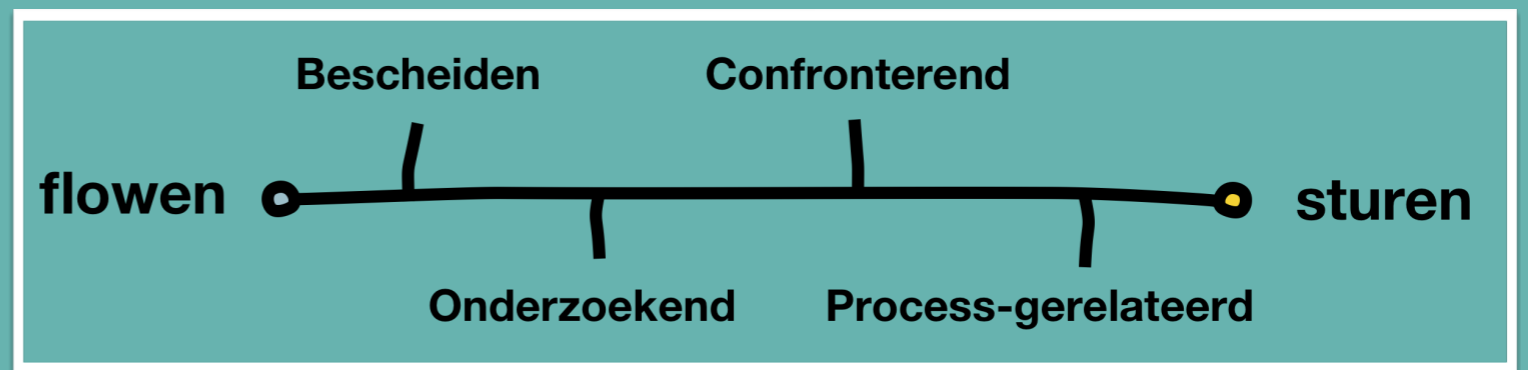 Bescheiden
Confronterend
flowen
sturen
Onderzoekend
Process-gerelateerd